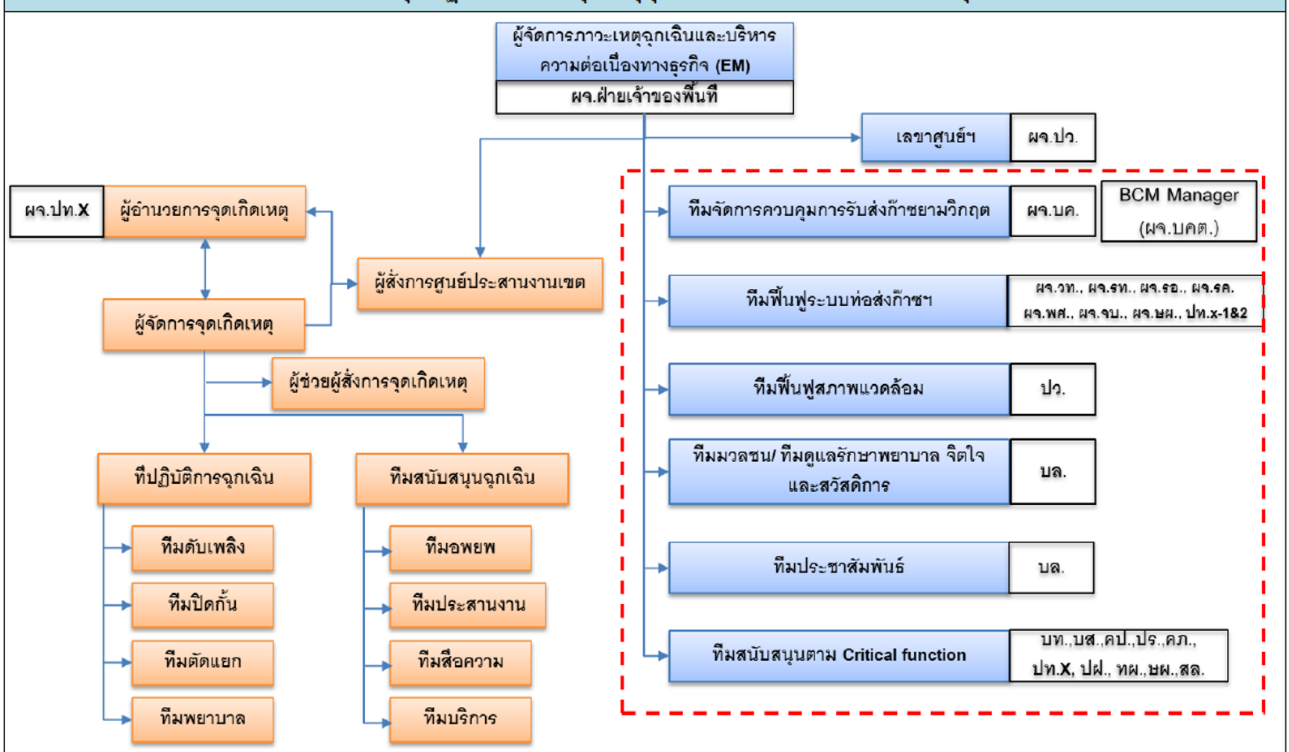 ผู้จัดการภาวะเหตุฉุกเฉินและบริหาร
ความต่อเนื่องทางธุรกิจ (EM)
ผจ.ฝ่ายเจ้าของพื้นที่
เลขาศูนย์ฯ
ผจ.ปว.
ผจ.ปท.X
ผู้อำนวยการจุดเกิดเหตุ
ผู้สั่งการศูนย์ประสานงานเขต
ผู้จัดการจุดเกิดเหตุ
ผู้ช่วยผู้สั่งการจุดเกิดเหตุ
ทีปฏิบัติการฉุกเฉิน
ทีมดับเพลิง
ทีมปิดกั้น
ทีมตัดแยก
ทีมพยาบาล
ทีมสนับสนุนฉุกเฉิน
ทีมอพยพ
ทีมประสานงาน
ทีมสื่อความ
ทีมบริการ
ทีมจัดการควบคุมการรับส่งก๊าซยามวิกฤต
ผจ.บค.
BCM Manager
(ผจ.บคต.)
ทีมฟื้นฟูระบบท่อส่งก๊าซฯ
ผจ.วท., ผจ.รท., ผจ.รอ., ผจ.รค.
ผจ.พศ., ผจ.จบ., ผจ.ษผ., ปท.x-1&2
ทีมฟื้นฟูสภาพแวดล้อม
ปว.
ทีมมวลชน/ ทีมดูแลรักษาพยาบาล จิตใจ
และสวัสดิการ
บล.
ทีมประชาสัมพันธ์
บล.
ทีมสนับสนุนตาม Critical function
บท.,บส.,คป.,ปร.,คภ.,
ปท.X, ปฝ., ทผ.,ษผ.,สล.